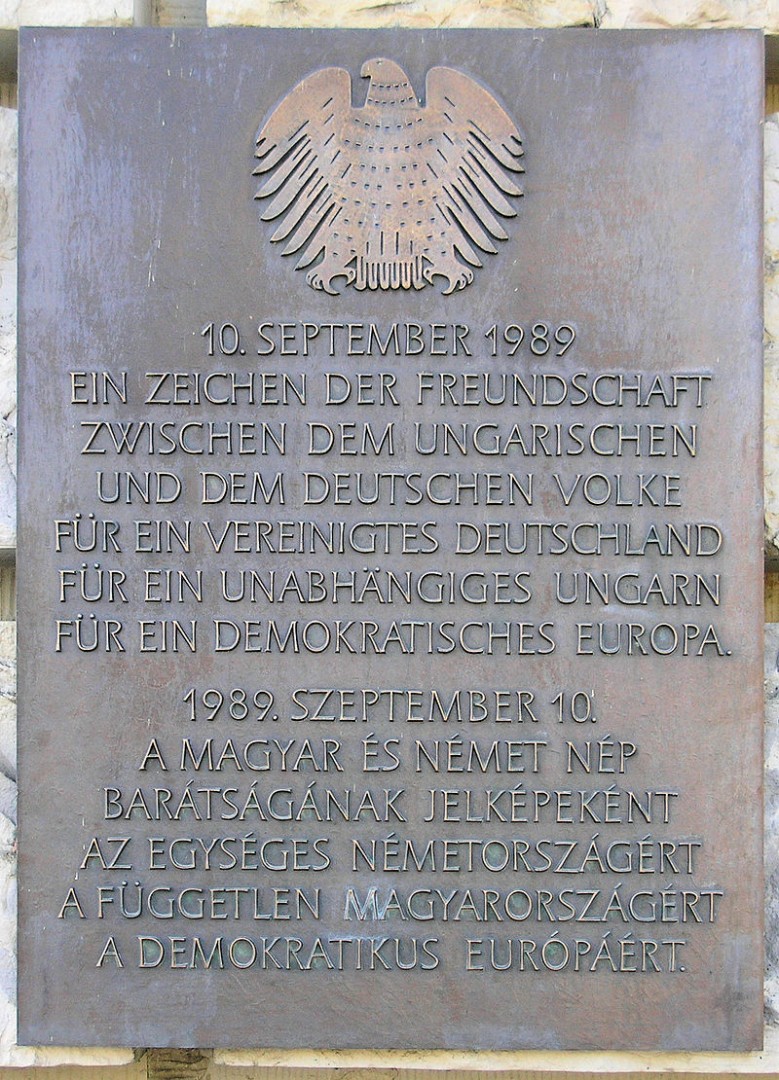 10. SEPTEMBER 1989
EIN ZEICHEN DER FREUNDSCHAFT
ZWISCHEN DEM UNGARISCHEN
UND DEM DEUTSCHEN VOLKE
FÜR EIN VEREINIGTES DEUTSCHLAND
FÜR EIN UNABHÄNGIGES UNGARN
FÜR EIN DEMOKRATISCHES EUROPA.
1989. SZEPTEMBER 10.
A MAGYAR ÉS NÉMET NÉP
BARÁTSÁGÁNAK JELKÉPEKÉNT
AZ EGYSÉGES NÉMETORSZÁGÉRT
A FÜGGETLEN MAGYARORSZÁGÉRT
A DEMOKRATIKUS EURÓPÁÉRT.